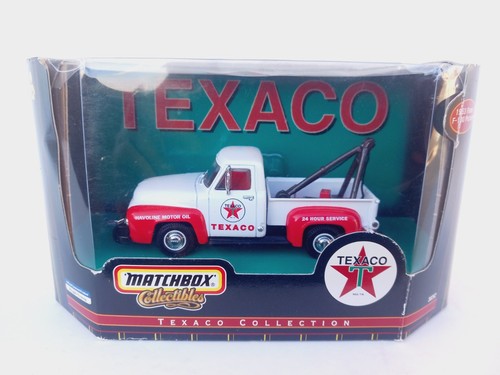 TEXACO
HAVOLINE MOTOR OIL
TEXACO
24 HOUR SERVICE
TEXACO
T
MATCHBOX
Collectibles
TEXACO COLLECTION